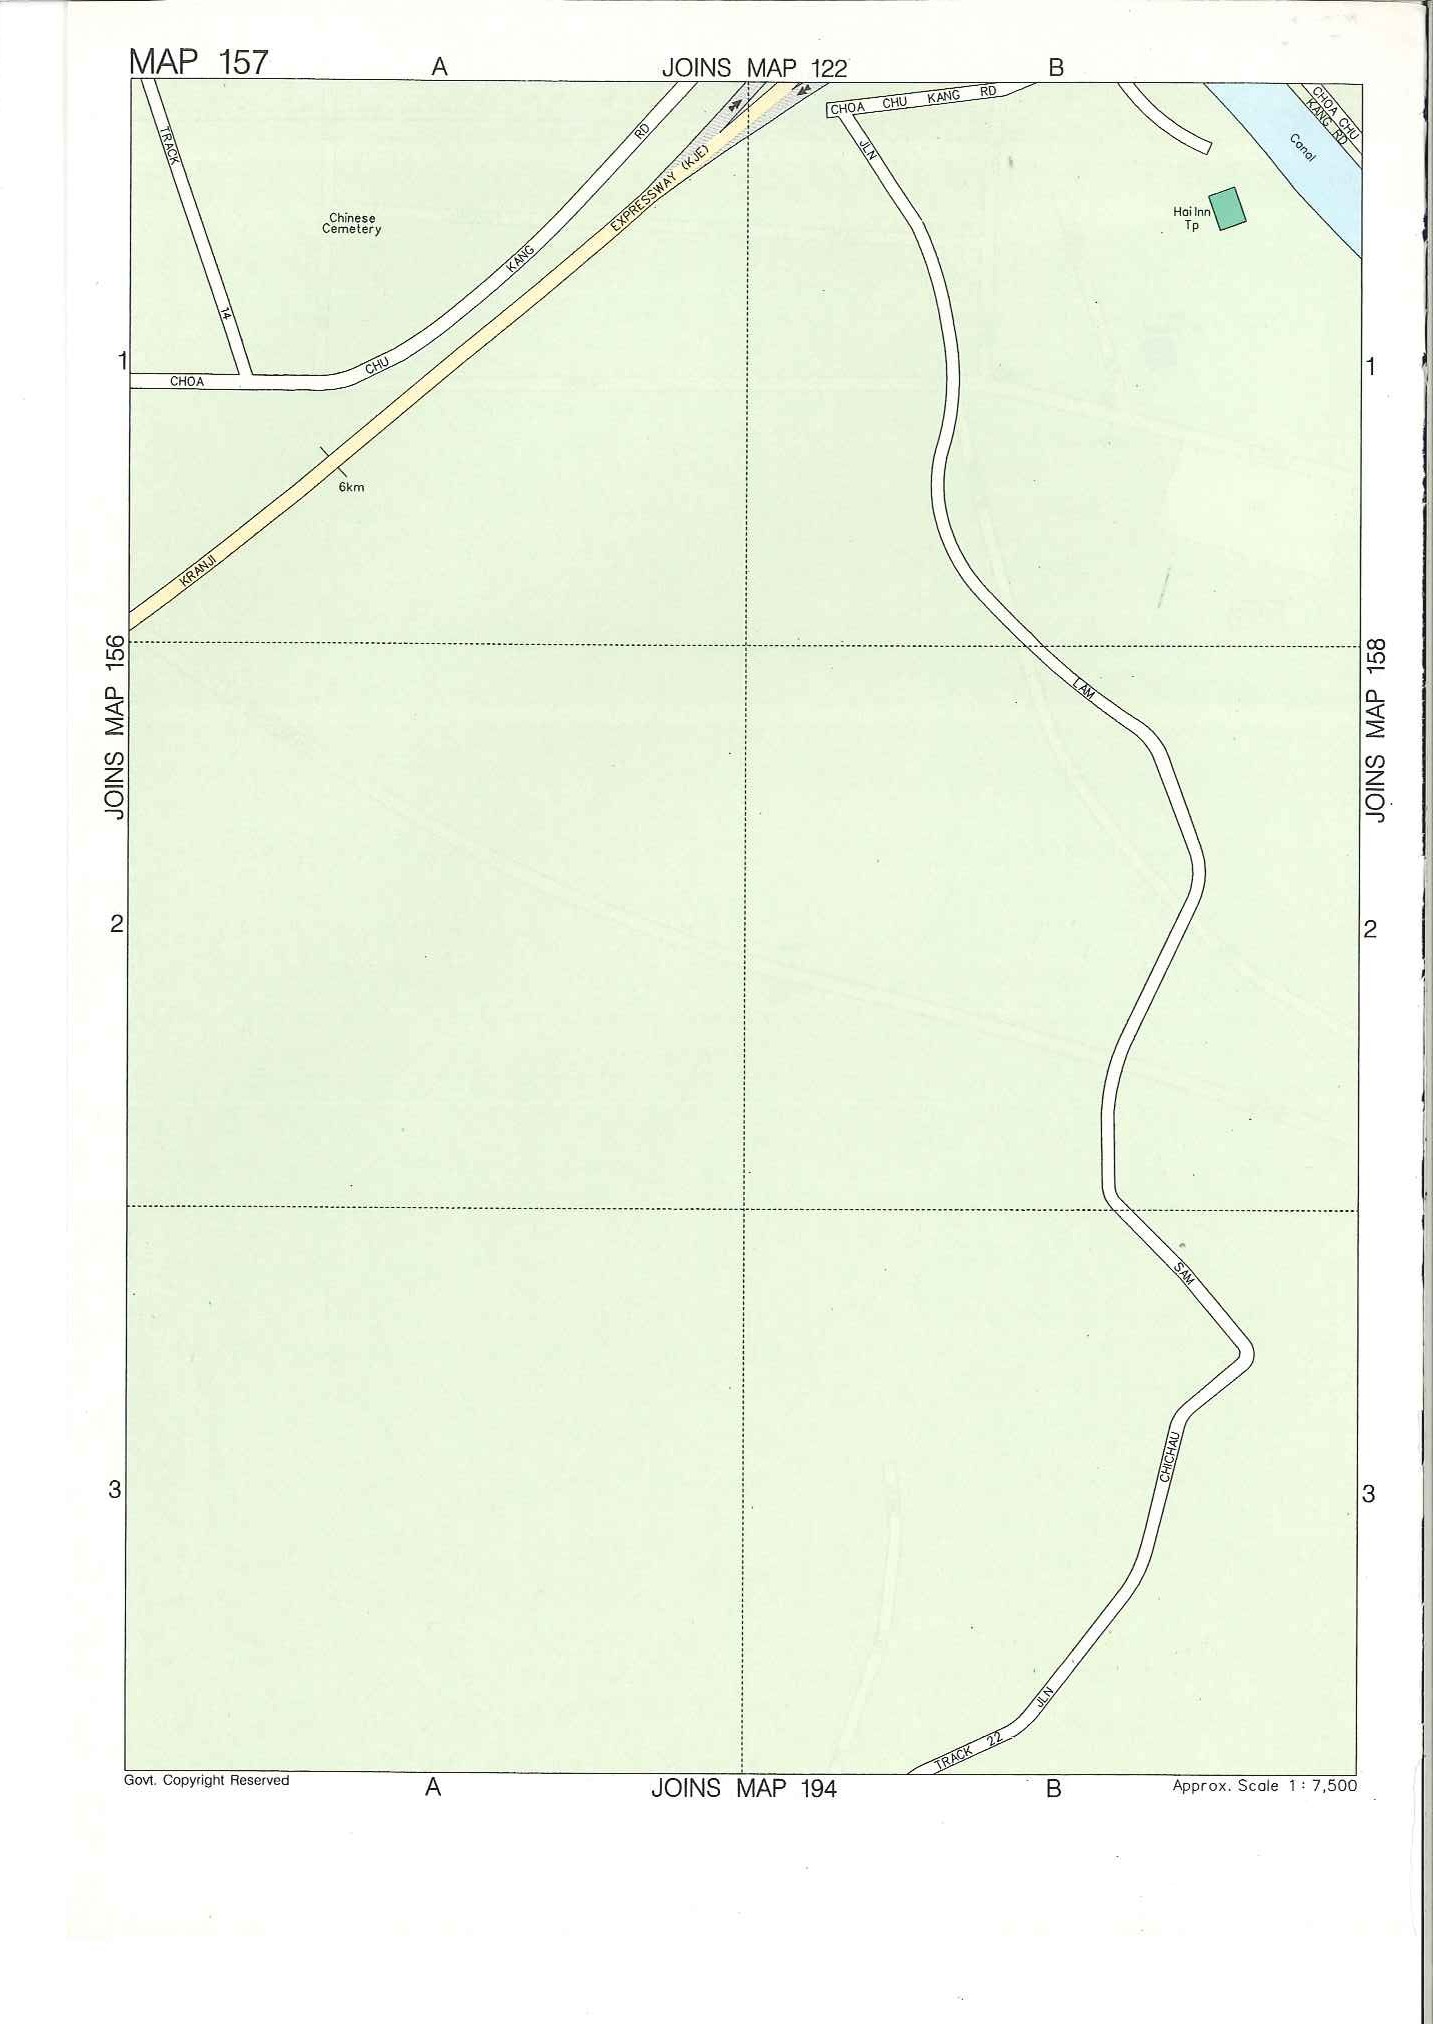 MAP 157
A
JOINS MAP 122
B
CHOA CHU KANG RD
CHOA CHU
KANG RD
TRACK
14
RD
JLN
Canal
EXPRESSWAY (KJE)
Chinese
Cemetery
Hai Inn
Tp
KANG
1
CHU
1
CHOA
6km
KRANJI
JOINS MAP 156
JOINS MAP 158
LAM
2
2
SAM
CHICHAU
3
3
JLN
TRACK 22
Govt. Copyright Reserved
A
JOINS MAP 194
B
Approx. Scale 1 : 7,500